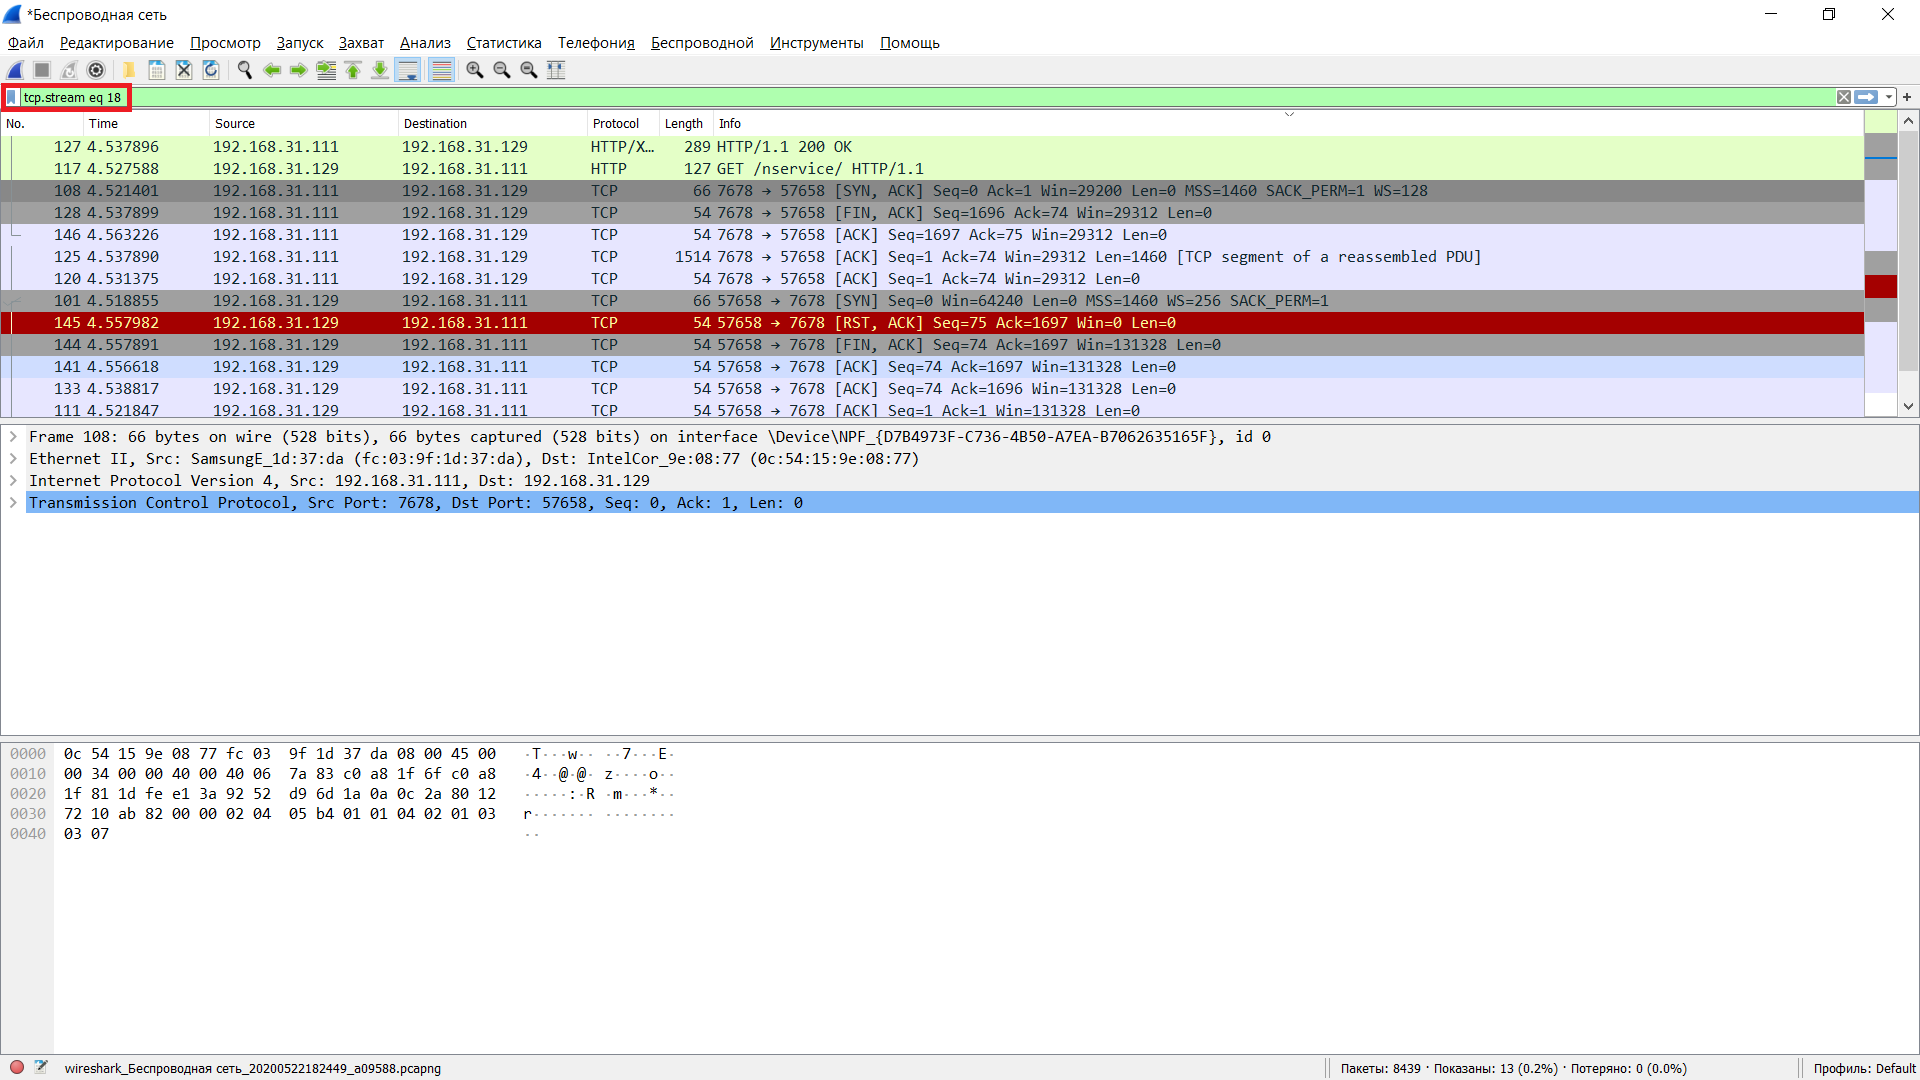 *Беспроводная сеть
Файл Редактирование Просмотр Запуск Захват Анализ Статистика Телефония Беспроводной Инструменты Помощь
tcp.stream eq 18
No. Time Source Destination Protocol Length Info
127 4.537896 192.168.31.111 192.168.31.129 HTTP/X… 289 HTTP/1.1 200 OK
117 4.527588 192.168.31.129 192.168.31.111 HTTP 127 GET /nservice/ HTTP/1.1
108 4.521401 192.168.31.111 192.168.31.129 TCP 66 7678 → 57658 [SYN, ACK] Seq=0 Ack=1 Win=29200 Len=0 MSS=1460 SACK_PERM=1 WS=128
128 4.537899 192.168.31.111 192.168.31.129 TCP 54 7678 → 57658 [FIN, ACK] Seq=1696 Ack=74 Win=29312 Len=0
146 4.563226 192.168.31.111 192.168.31.129 TCP 54 7678 → 57658 [ACK] Seq=1697 Ack=75 Win=29312 Len=0
125 4.537890 192.168.31.111 192.168.31.129 TCP 1514 7678 → 57658 [ACK] Seq=1 Ack=74 Win=29312 Len=1460 [TCP segment of a reassembled PDU]
120 4.531375 192.168.31.111 192.168.31.129 TCP 54 7678 → 57658 [ACK] Seq=1 Ack=74 Win=29312 Len=0
101 4.518855 192.168.31.129 192.168.31.111 TCP 66 57658 → 7678 [SYN] Seq=0 Win=64240 Len=0 MSS=1460 WS=256 SACK_PERM=1
145 4.557982 192.168.31.129 192.168.31.111 TCP 54 57658 → 7678 [RST, ACK] Seq=75 Ack=1697 Win=0 Len=0
144 4.557891 192.168.31.129 192.168.31.111 TCP 54 57658 → 7678 [FIN, ACK] Seq=74 Ack=1697 Win=131328 Len=0
141 4.556618 192.168.31.129 192.168.31.111 TCP 54 57658 → 7678 [ACK] Seq=74 Ack=1697 Win=131328 Len=0
133 4.538817 192.168.31.129 192.168.31.111 TCP 54 57658 → 7678 [ACK] Seq=74 Ack=1696 Win=131328 Len=0
111 4.521847 192.168.31.129 192.168.31.111 TCP 54 57658 → 7678 [ACK] Seq=1 Ack=1 Win=131328 Len=0
Frame 108: 66 bytes on wire (528 bits), 66 bytes captured (528 bits) on interface \Device\NPF_{D7B4973F-C736-4B50-A7EA-B7062635165F}, id 0
Ethernet II, Src: SamsungE_1d:37:da (fc:03:9f:1d:37:da), Dst: IntelCor_9e:08:77 (0c:54:15:9e:08:77)
Internet Protocol Version 4, Src: 192.168.31.111, Dst: 192.168.31.129
Transmission Control Protocol, Src Port: 7678, Dst Port: 57658, Seq: 0, Ack: 1, Len: 0
0000 0c 54 15 9e 08 77 fc 03 9f 1d 37 da 08 00 45 00 ·T···w·· ··7···E·
0010 00 34 00 00 40 00 40 06 7a 83 c0 a8 1f 6f c0 a8 ·4··@·@· z····o··
0020 1f 81 1d fe e1 3a 92 52 d9 6d 1a 0a 0c 2a 80 12 ·····:·R ·m···*··
0030 72 10 ab 82 00 00 02 04 05 b4 01 01 04 02 01 03 r······· ········
0040 03 07 ··
wireshark_Беспроводная сеть_20200522182449_a09588.pcapng
Пакеты: 8439 · Показаны: 13 (0.2%) · Потеряно: 0 (0.0%)
Профиль: Default